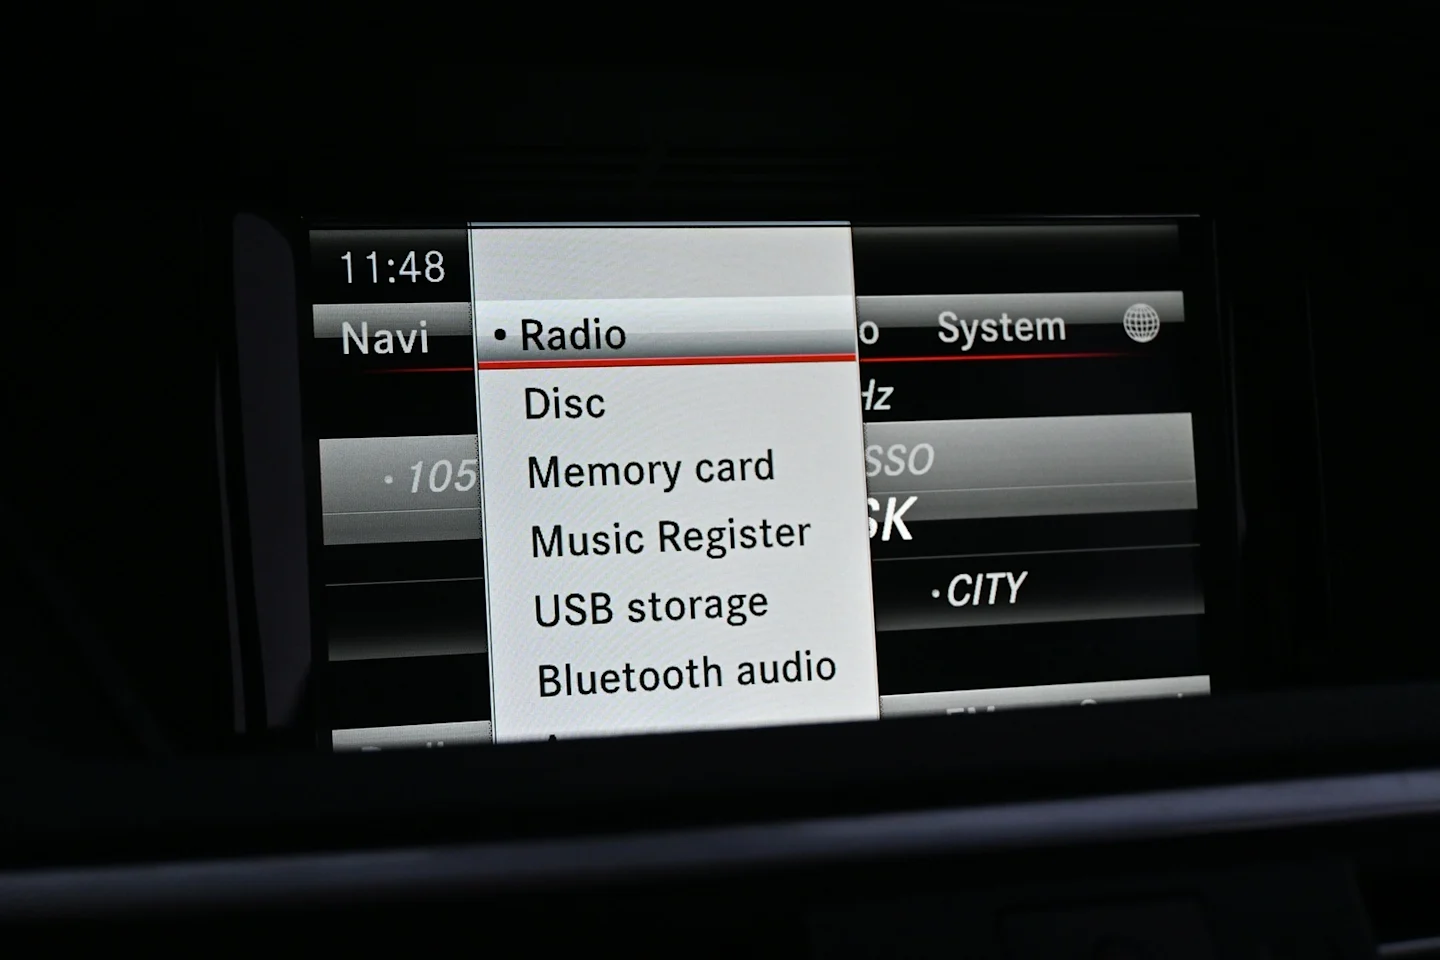 11:48
Navi
• Radio
System
Disc
Memory card
Music Register
USB storage
Bluetooth audio
• 105
• CITY